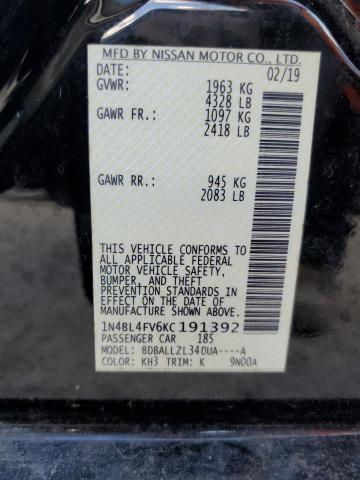 MFD BY NISSAN MOTOR CO., LTD.
DATE: 02/19
GVWR: 1963 KG
4328 LB
GAWR FR.: 1097 KG
2418 LB
GAWR RR.: 945 KG
2083 LB
THIS VEHICLE CONFORMS TO
ALL APPLICABLE FEDERAL
MOTOR VEHICLE SAFETY,
BUMPER, AND THEFT
PREVENTION STANDARDS IN
EFFECT ON THE DATE OF
MANUFACTURE SHOWN ABOVE.
1N4BL4FV6KC191392
PASSENGER CAR 185
MODEL: BDBALLZL34DUA----A
COLOR: KH3 TRIM: K 9N00A